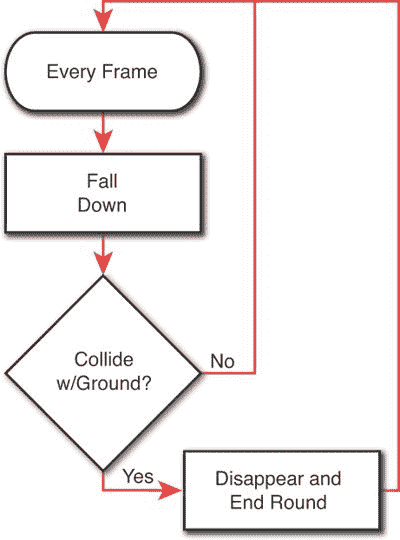 Every Frame
Fall
Down
Collide
w/Ground?
No
Yes
Disappear and
End Round